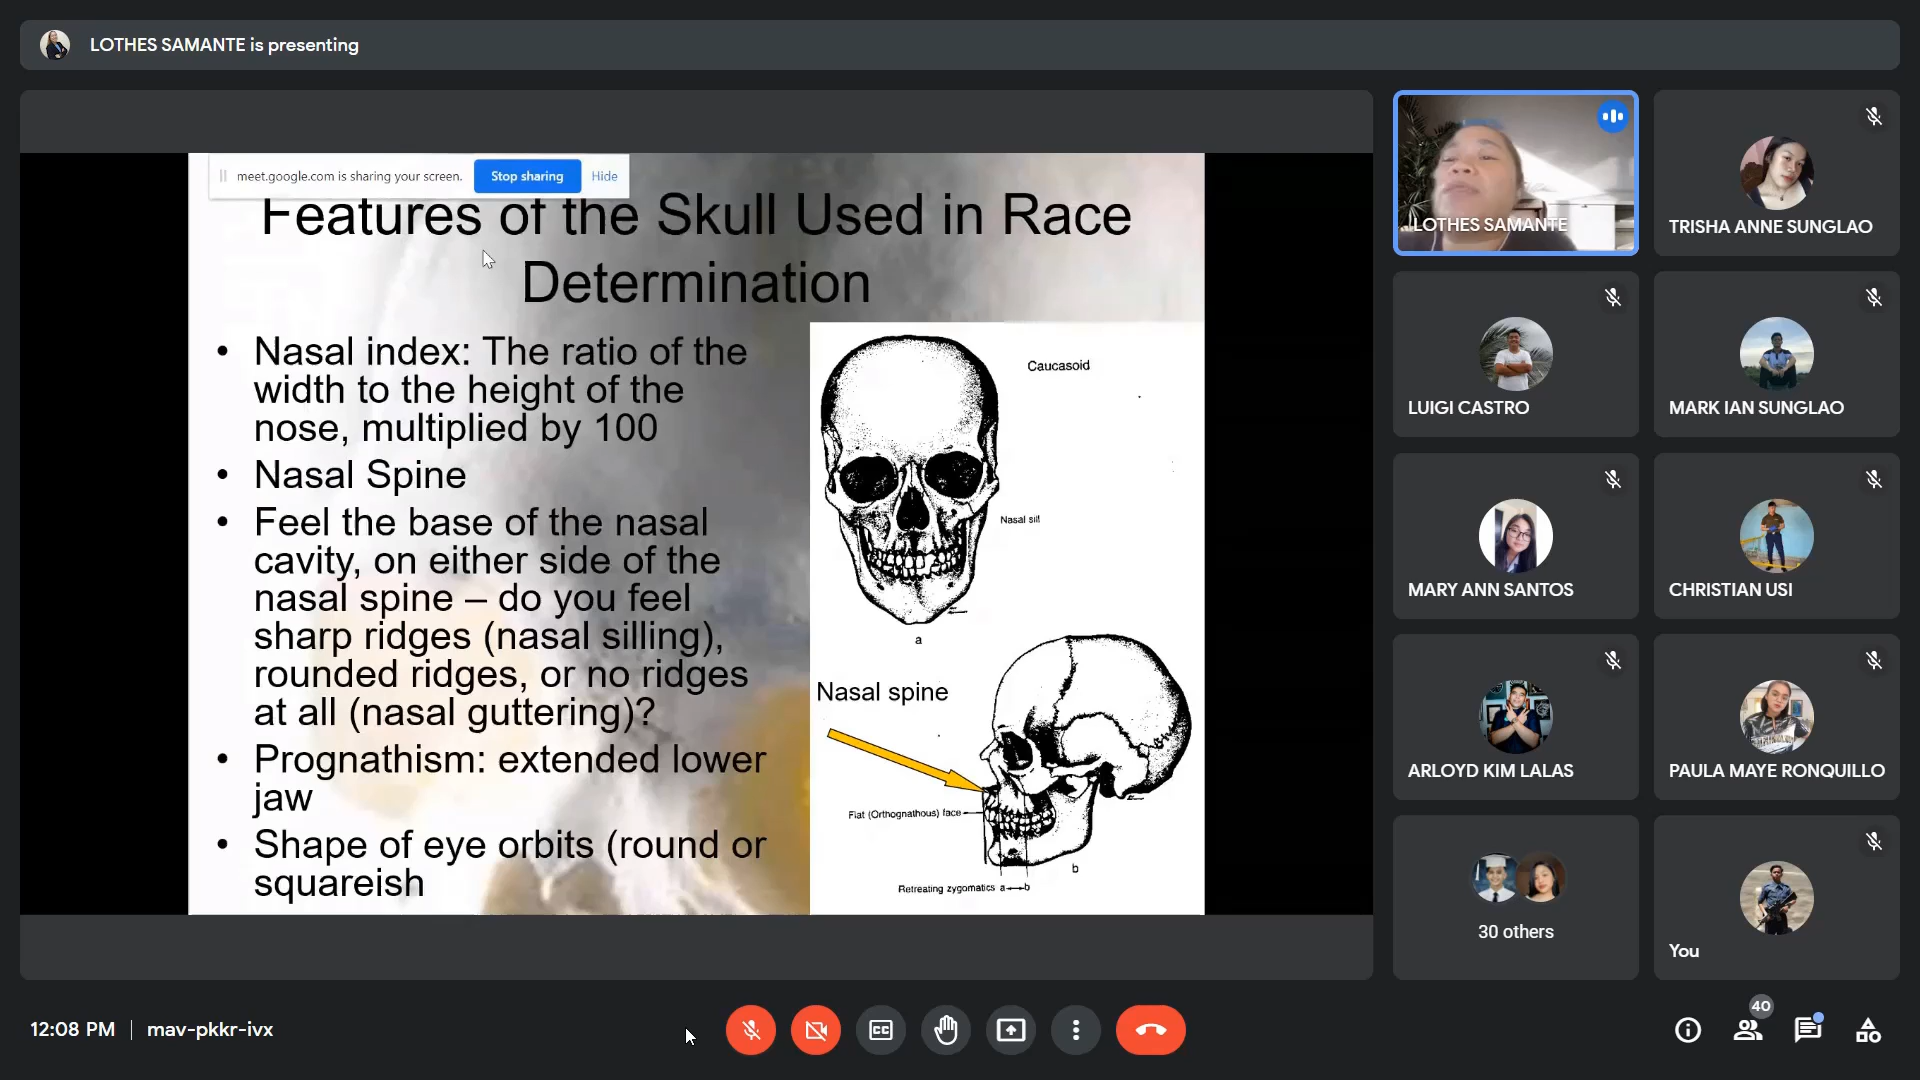 LOTHES SAMANTE is presenting
meet.google.com is sharing your screen.
Stop sharing
Hide
Features of the Skull Used in Race
Determination
• Nasal index: The ratio of the
width to the height of the
nose, multiplied by 100
• Nasal Spine
• Feel the base of the nasal
cavity, on either side of the
nasal spine – do you feel
sharp ridges (nasal silling),
rounded ridges, or no ridges
at all (nasal guttering)?
• Prognathism: extended lower
jaw
• Shape of eye orbits (round or
squareish
Caucasoid
Nasal sill
a
Nasal spine
Flat (Orthognathous) face
b
Retreating zygomatics a b
LOTHES SAMANTE
TRISHA ANNE SUNGLAO
LUIGI CASTRO
MARK IAN SUNGLAO
MARY ANN SANTOS
CHRISTIAN USI
ARLOYD KIM LALAS
PAULA MAYE RONQUILLO
30 others
You
12:08 PM | mav-pkkr-ivx
CC
40